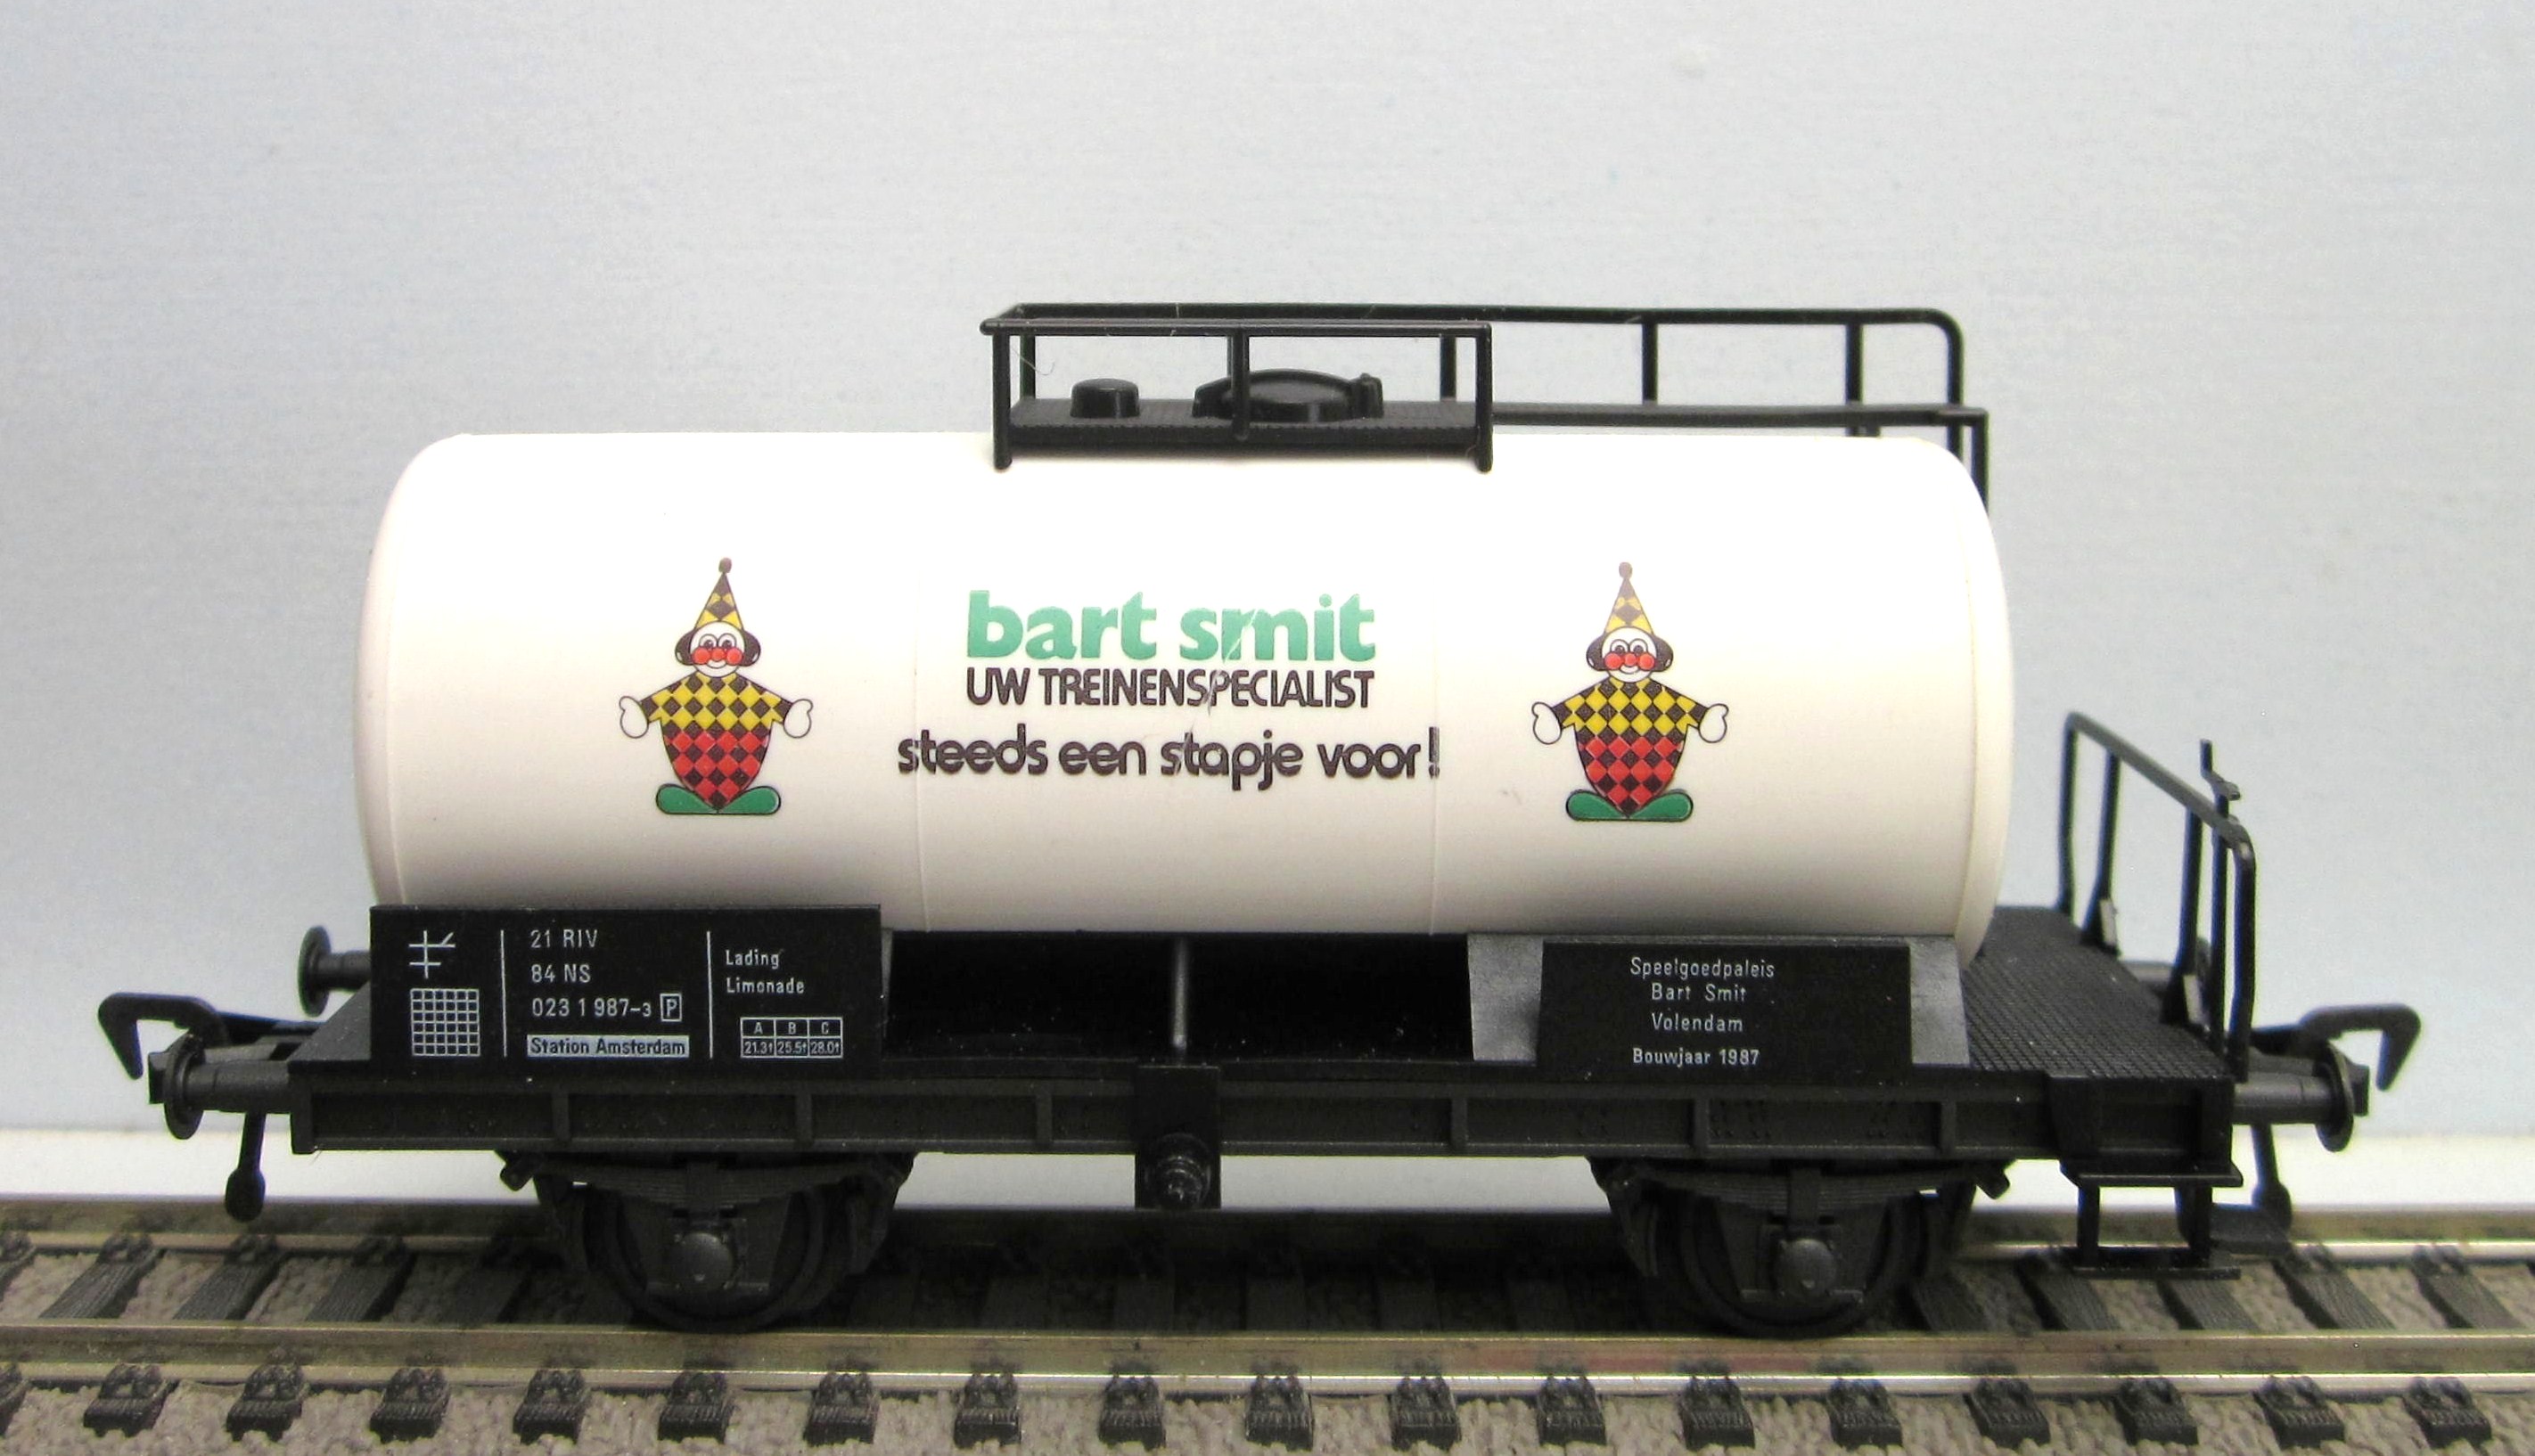 bart smit
UW TREINENSPECIALIST
steeds een stapje voor!
21 RIV
84 NS
023 1 987-3 P
Station Amsterdam
Lading
Limonade
A B C
21.3t 25.5t 28.0t
Speelgoedpaleis
Bart Smit
Volendam
Bouwjaar 1987